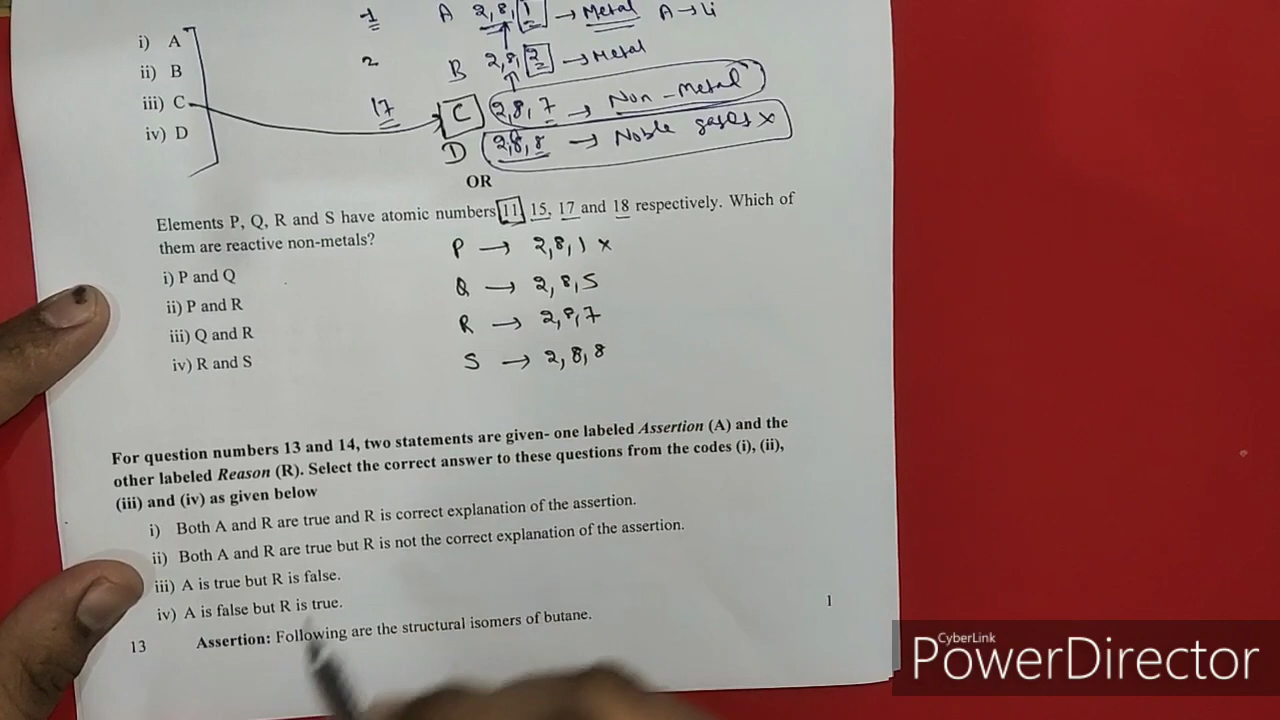 1 A 2,8,1 → Metal A → Li
i) A
2 B 2,8,2 → Metal
ii) B
iii) C 17 C 2,8,7 → Non-Metal
iv) D D 2,8,8 → Noble gases x
OR
Elements P, Q, R and S have atomic numbers 11, 15, 17 and 18 respectively. Which of
them are reactive non-metals?
P → 2,8,1 x
i) P and Q
Q → 2,8,5
ii) P and R
R → 2,8,7
iii) Q and R
S → 2,8,8
iv) R and S
For question numbers 13 and 14, two statements are given- one labeled Assertion (A) and the
other labeled Reason (R). Select the correct answer to these questions from the codes (i), (ii),
(iii) and (iv) as given below
i) Both A and R are true and R is correct explanation of the assertion.
ii) Both A and R are true but R is not the correct explanation of the assertion.
iii) A is true but R is false.
iv) A is false but R is true.
13 Assertion: Following are the structural isomers of butane. 1
CyberLink
PowerDirector